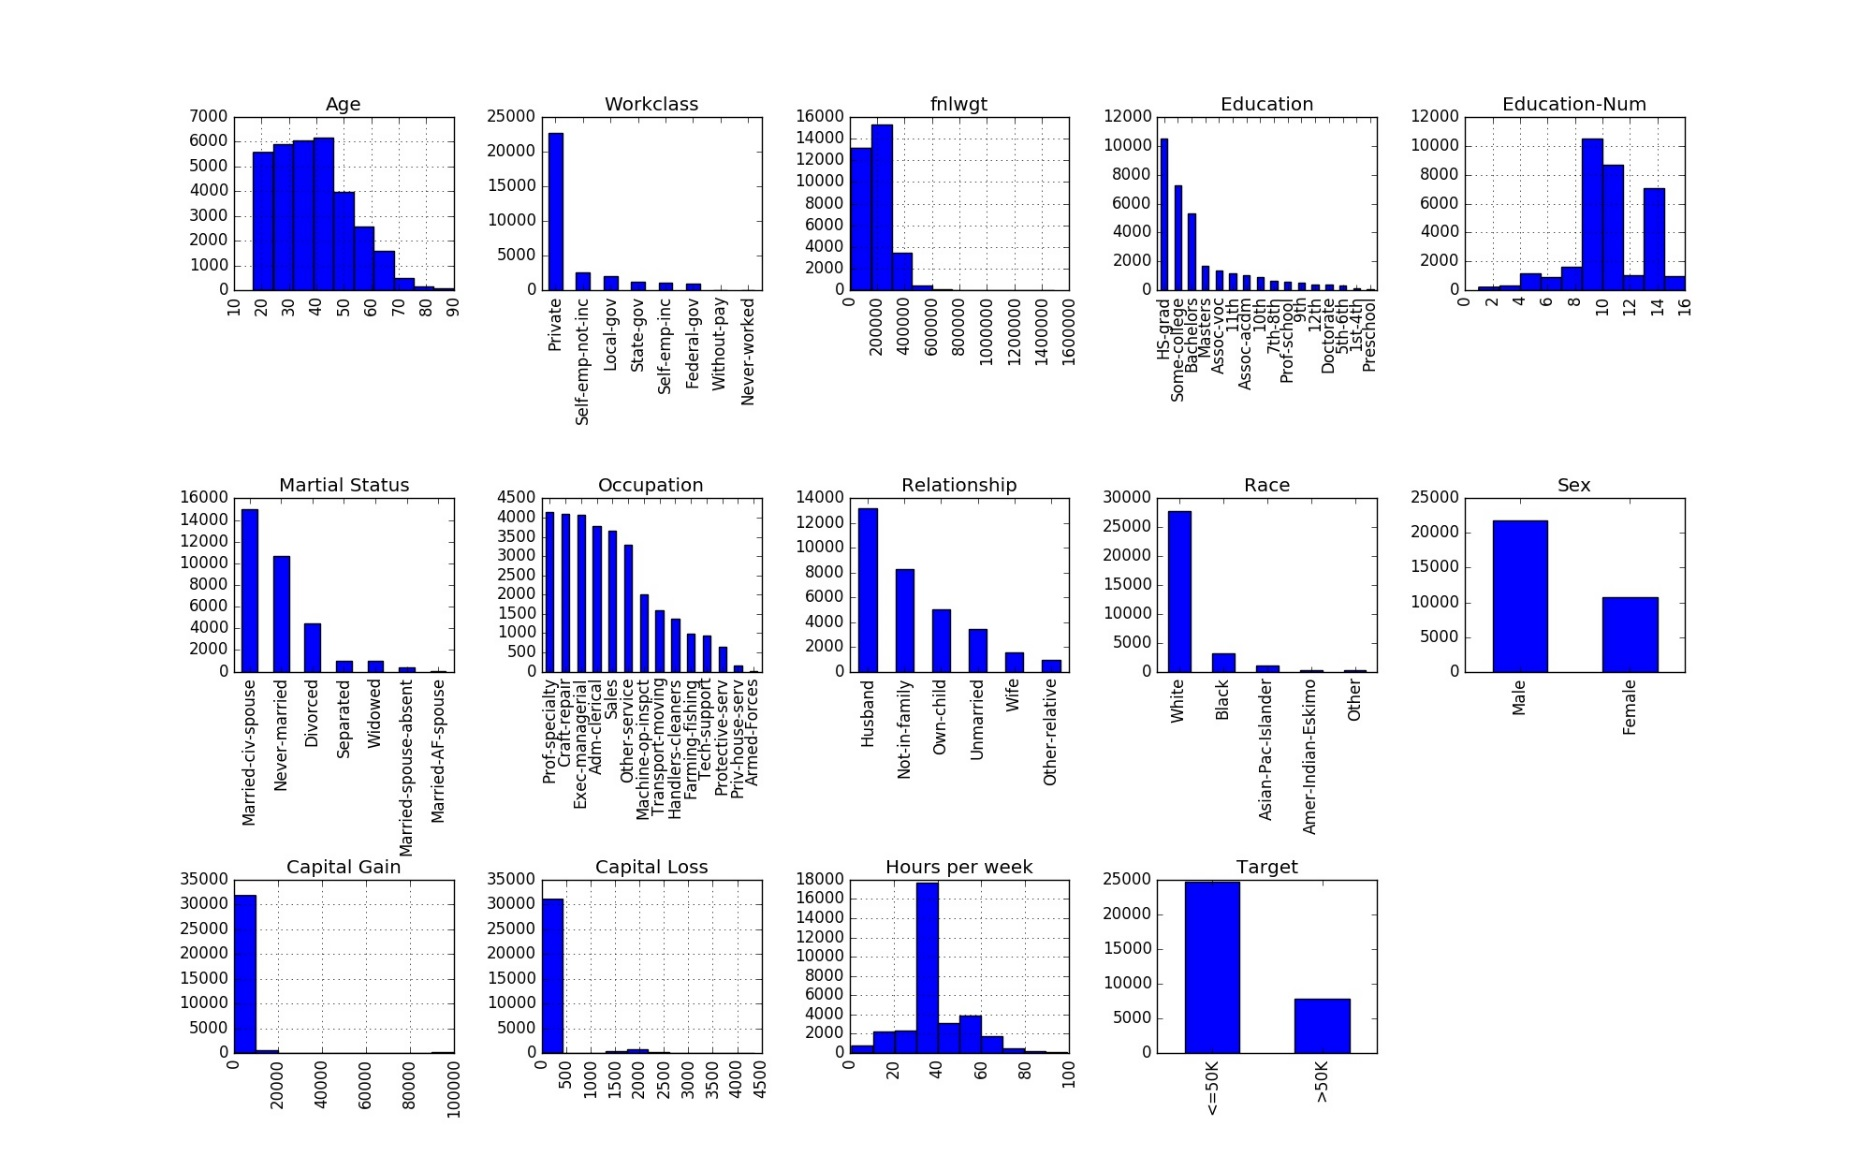 Age
7000
6000
5000
4000
3000
2000
1000
0
10 20 30 40 50 60 70 80 90
Workclass
25000
20000
15000
10000
5000
0
Private
Self-emp-not-inc
Local-gov
State-gov
Self-emp-inc
Federal-gov
Without-pay
Never-worked
fnlwgt
16000
14000
12000
10000
8000
6000
4000
2000
0
0
200000
400000
600000
800000
1000000
1200000
1400000
1600000
Education
12000
10000
8000
6000
4000
2000
0
HS-grad
Some-college
Bachelors
Masters
Assoc-voc
11th
Assoc-acdm
10th
7th-8th
Prof-school
9th
12th
Doctorate
5th-6th
1st-4th
Preschool
Education-Num
12000
10000
8000
6000
4000
2000
0
0 2 4 6 8 10 12 14 16
Martial Status
16000
14000
12000
10000
8000
6000
4000
2000
0
Married-civ-spouse
Never-married
Divorced
Separated
Widowed
Married-spouse-absent
Married-AF-spouse
Occupation
4500
4000
3500
3000
2500
2000
1500
1000
500
0
Prof-specialty
Craft-repair
Exec-managerial
Adm-clerical
Sales
Other-service
Machine-op-inspct
Transport-moving
Handlers-cleaners
Farming-fishing
Tech-support
Protective-serv
Priv-house-serv
Armed-Forces
Relationship
14000
12000
10000
8000
6000
4000
2000
0
Husband
Not-in-family
Own-child
Unmarried
Wife
Other-relative
Race
30000
25000
20000
15000
10000
5000
0
White
Black
Asian-Pac-Islander
Amer-Indian-Eskimo
Other
Sex
25000
20000
15000
10000
5000
0
Male
Female
Capital Gain
35000
30000
25000
20000
15000
10000
5000
0
0
20000
40000
60000
80000
100000
Capital Loss
35000
30000
25000
20000
15000
10000
5000
0
0
500
1000
1500
2000
2500
3000
3500
4000
4500
Hours per week
18000
16000
14000
12000
10000
8000
6000
4000
2000
0
0 20 40 60 80 100
Target
25000
20000
15000
10000
5000
0
<=50K
>50K